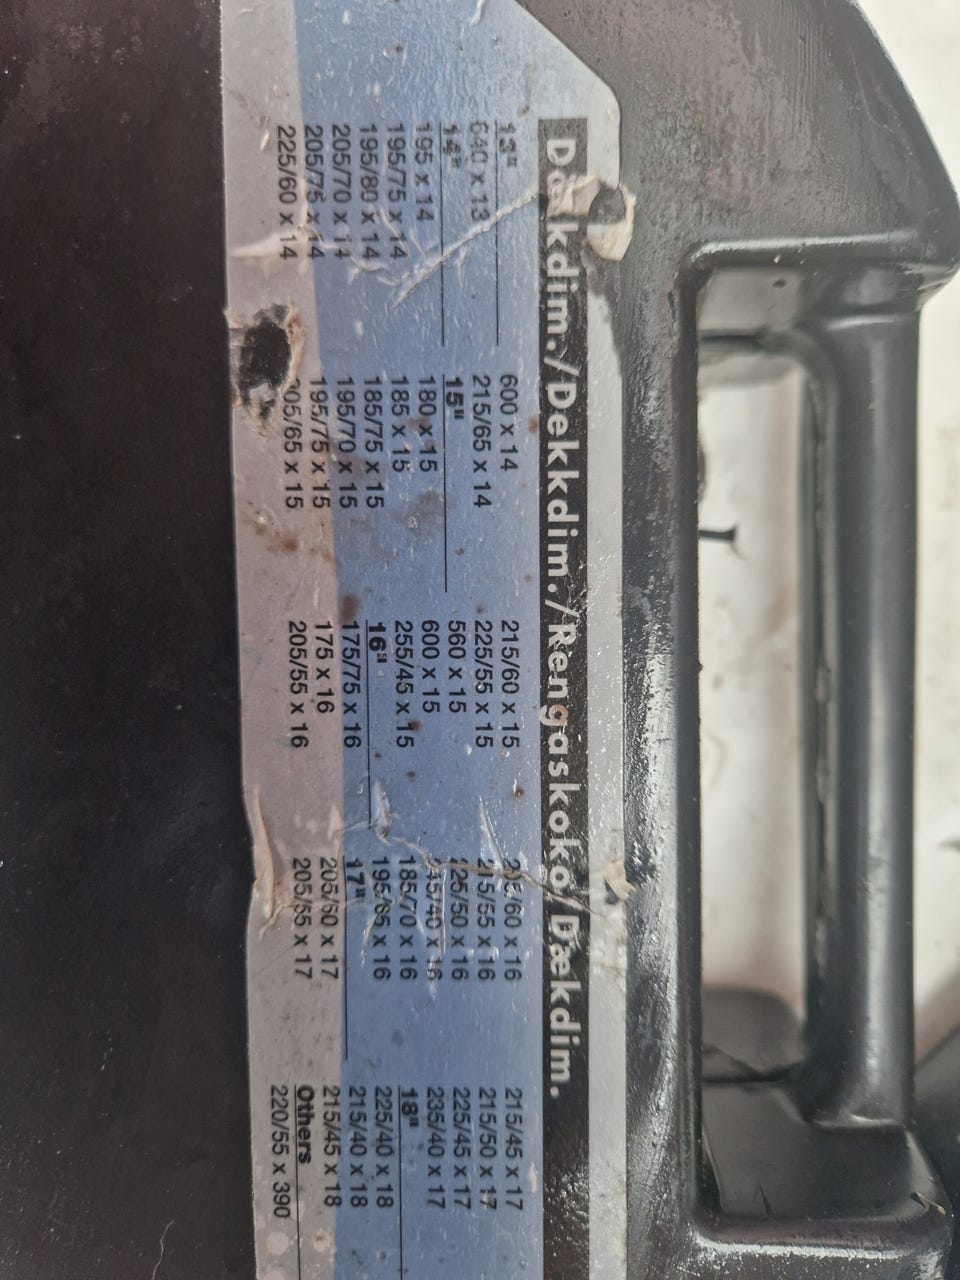 Däckdim./Dekkdim./Rengaskoko/Dækdim.
13"
640 x 13
14"
195 x 14
195/75 x 14
195/80 x 14
205/70 x 14
205/75 x 14
225/60 x 14
600 x 14
215/65 x 14
15"
180 x 15
185 x 15
185/75 x 15
195/70 x 15
195/75 x 15
205/65 x 15
215/60 x 15
225/55 x 15
560 x 15
600 x 15
255/45 x 15
16"
175/75 x 16
175 x 16
205/55 x 16
x 16
215/55 x 16
225/50 x 16
245/40 x 16
185/70 x 16
195/65 x 16
17"
205/50 x 17
205/55 x 17
215/45 x 17
215/50 x 17
225/45 x 17
235/40 x 17
18"
225/40 x 18
215/40 x 18
215/45 x 18
Others
220/55 x 390